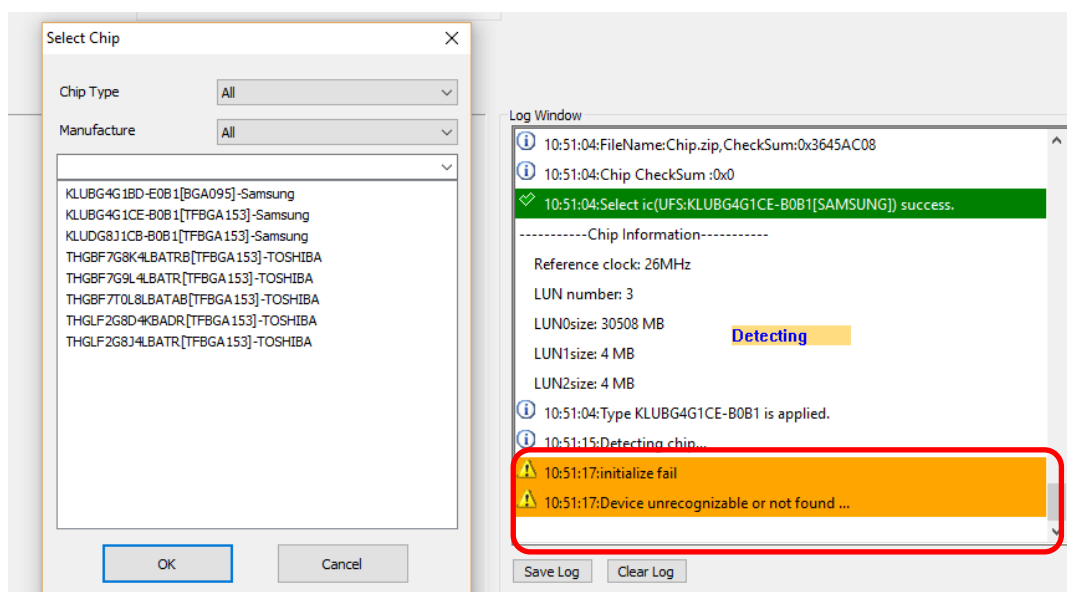 Select Chip
Chip Type
All
Manufacture
All
KLUBG4G1BD-E0B1[BGA095]-Samsung
KLUBG4G1CE-B0B1[TFBGA153]-Samsung
KLUDG8J1CB-B0B1[TFBGA153]-Samsung
THGBF7G8K4LBATRB[TFBGA153]-TOSHIBA
THGBF7G9L4LBATR[TFBGA153]-TOSHIBA
THGBF7T0L8LBATAB[TFBGA153]-TOSHIBA
THGLF2G8D4KBADR[TFBGA153]-TOSHIBA
THGLF2G8J4LBATR[TFBGA153]-TOSHIBA
OK
Cancel
Log Window
10:51:04:FileName:Chip.zip,CheckSum:0x3645AC08
10:51:04:Chip CheckSum :0x0
10:51:04:Select ic(UFS:KLUBG4G1CE-B0B1[SAMSUNG]) success.
-----------Chip Information-----------
Reference clock: 26MHz
LUN number: 3
LUN0size: 30508 MB
Detecting
LUN1size: 4 MB
LUN2size: 4 MB
10:51:04:Type KLUBG4G1CE-B0B1 is applied.
10:51:15:Detecting chip...
10:51:17:initialize fail
10:51:17:Device unrecognizable or not found ...
Save Log
Clear Log